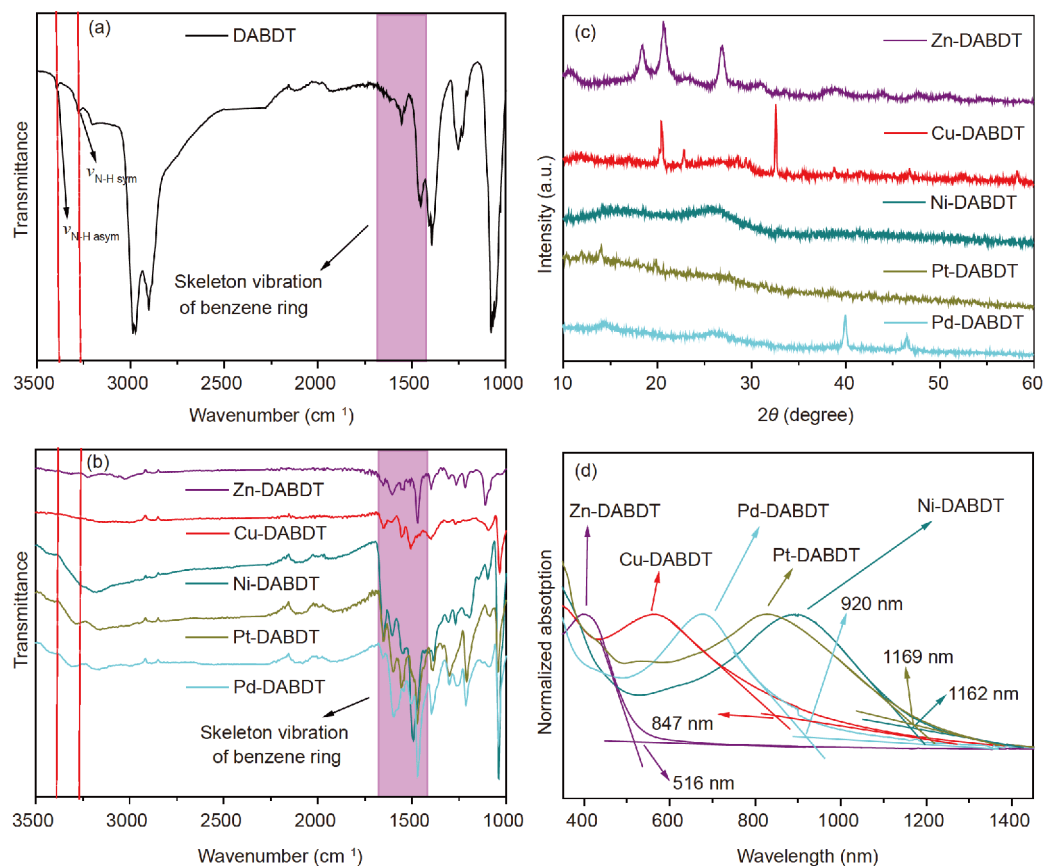 (a)
DABDT
Transmittance
νN-H sym
νN-H asym
Skeleton vibration
of benzene ring
3500 3000 2500 2000 1500 1000
Wavenumber (cm⁻¹)
(b)
Zn-DABDT
Cu-DABDT
Ni-DABDT
Pt-DABDT
Pd-DABDT
Transmittance
Skeleton vibration
of benzene ring
3500 3000 2500 2000 1500 1000
Wavenumber (cm⁻¹)
(c)
Zn-DABDT
Cu-DABDT
Ni-DABDT
Pt-DABDT
Pd-DABDT
Intensity (a.u.)
10 20 30 40 50 60
2θ (degree)
(d)
Zn-DABDT
Pd-DABDT
Ni-DABDT
Cu-DABDT
Pt-DABDT
920 nm
1169 nm
1162 nm
847 nm
516 nm
Normalized absotption
400 600 800 1000 1200 1400
Wavelength (nm)